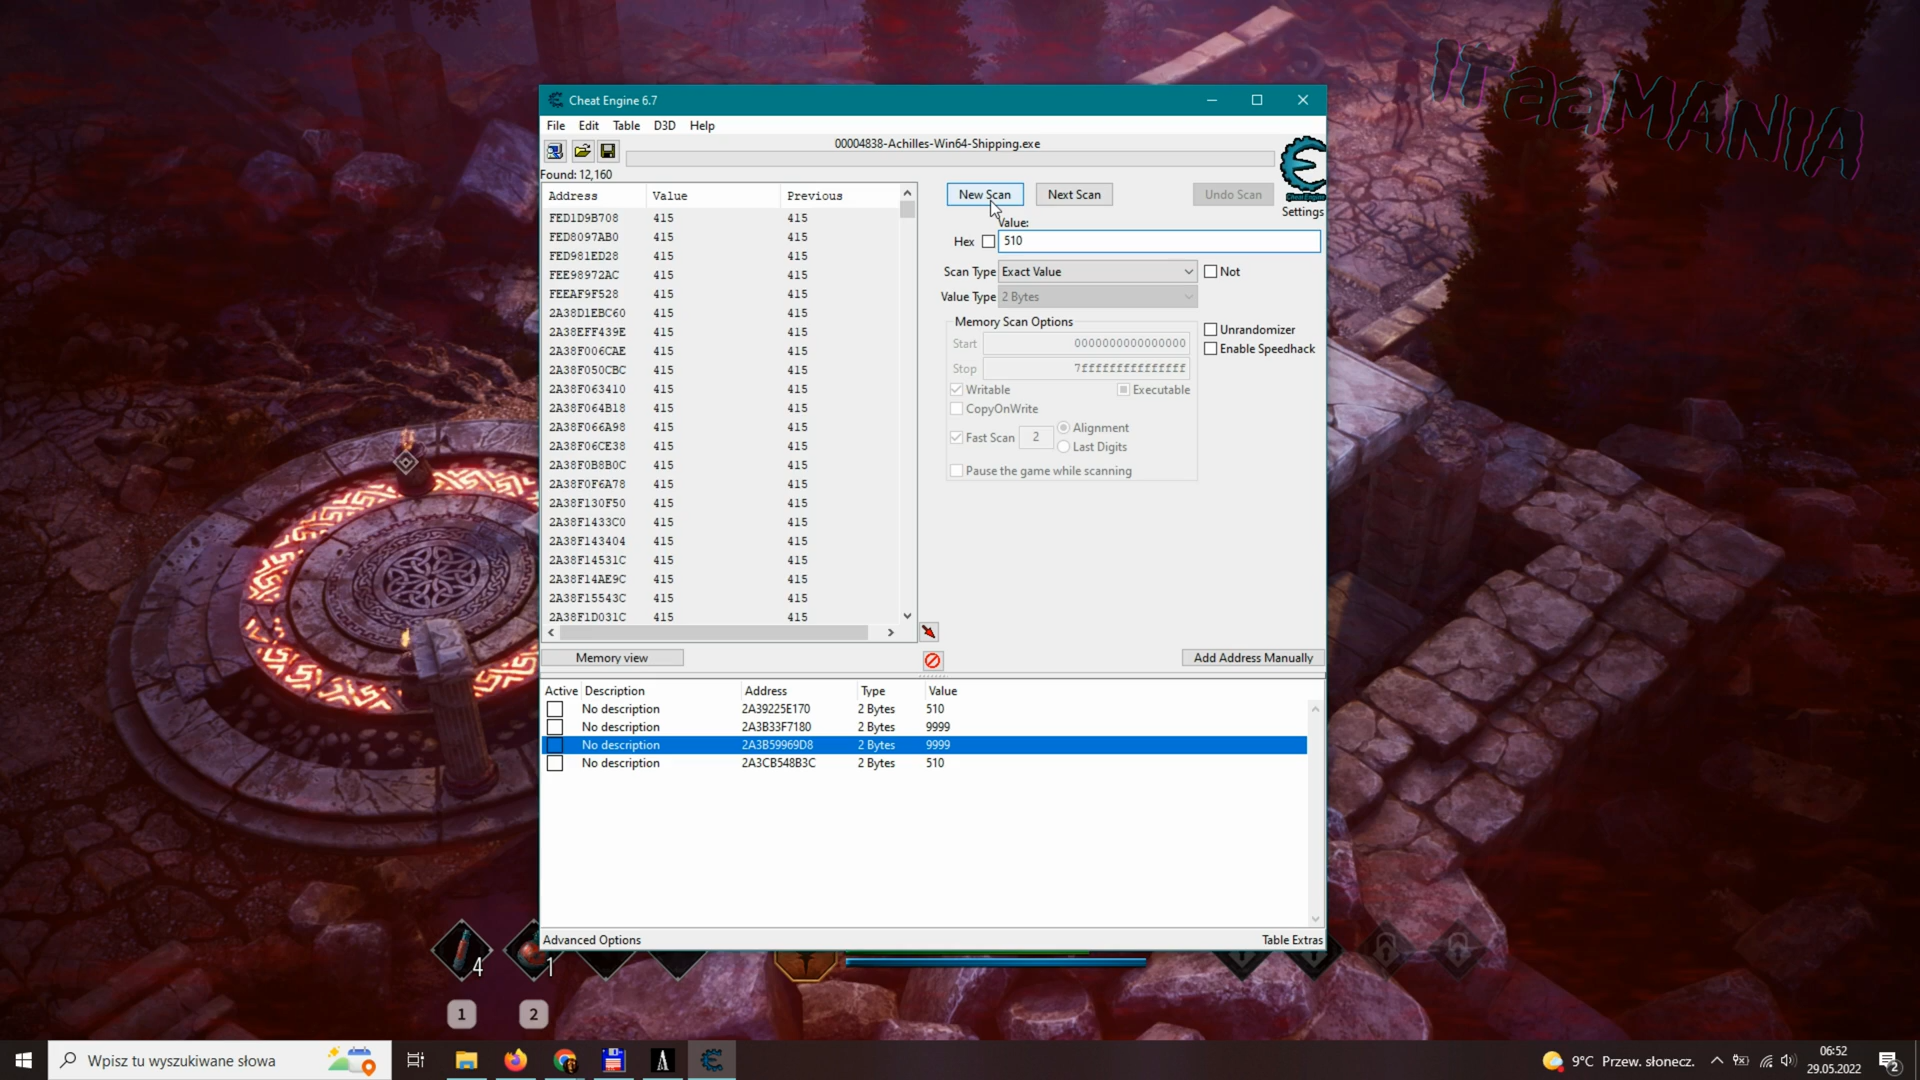 ITaaMANIA
Cheat Engine 6.7
File Edit Table D3D Help
00004838-Achilles-Win64-Shipping.exe
Found: 12,160
Address Value Previous
FED1D9B708 415 415
FED8097AB0 415 415
FED981ED28 415 415
FEE98972AC 415 415
FEEAF9F528 415 415
2A38D1EBC60 415 415
2A38EFF439E 415 415
2A38F006CAE 415 415
2A38F050CBC 415 415
2A38F063410 415 415
2A38F064B18 415 415
2A38F066A98 415 415
2A38F06CE38 415 415
2A38F0B8B0C 415 415
2A38F0F6A78 415 415
2A38F130F50 415 415
2A38F1433C0 415 415
2A38F143404 415 415
2A38F14531C 415 415
2A38F14AE9C 415 415
2A38F15543C 415 415
2A38F1D031C 415 415
New Scan Next Scan Undo Scan
Cheat Engine
Settings
Value:
Hex 510
Scan Type Exact Value Not
Value Type 2 Bytes
Memory Scan Options
Unrandomizer
Start 0000000000000000
Enable Speedhack
Stop 7fffffffffffffff
Writable Executable
CopyOnWrite
Fast Scan 2 Alignment
Last Digits
Pause the game while scanning
Memory view Add Address Manually
Active Description Address Type Value
No description 2A39225E170 2 Bytes 510
No description 2A3B33F7180 2 Bytes 9999
No description 2A3B59969D8 2 Bytes 9999
No description 2A3CB548B3C 2 Bytes 510
Advanced Options Table Extras
4 1
1 2
Wpisz tu wyszukiwane słowa
9°C Przew. słonecz.
06:52
29.05.2022
2